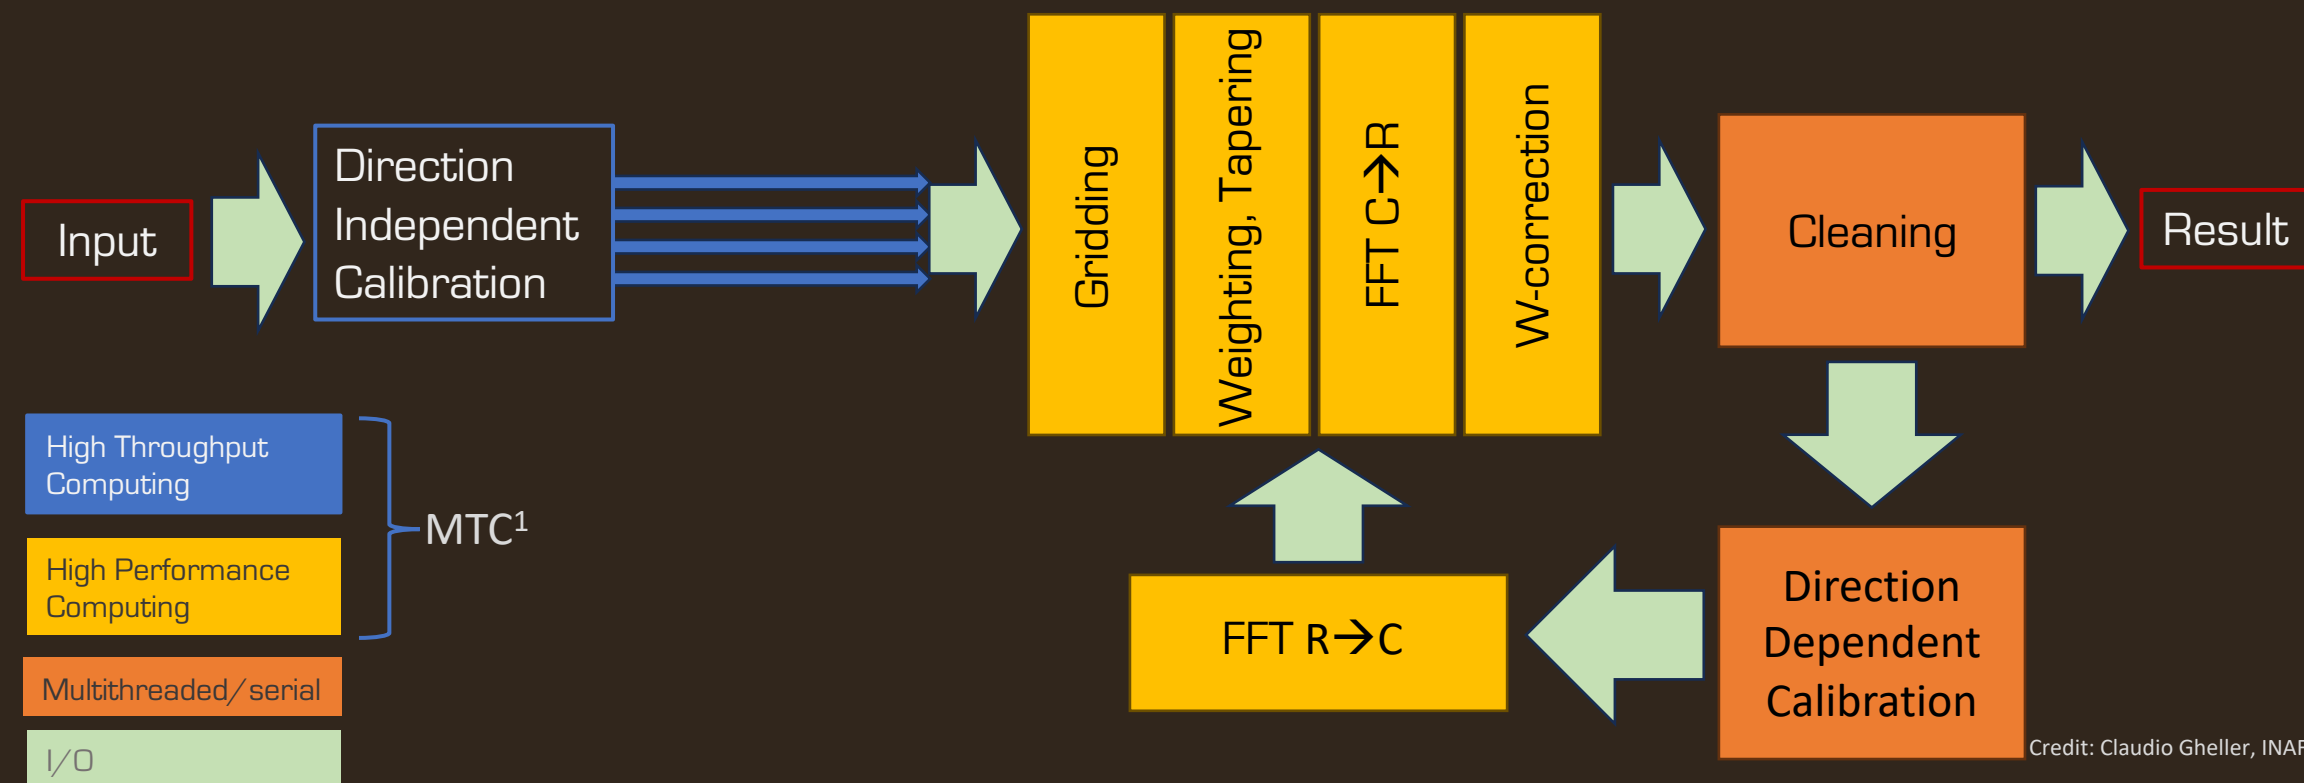 Input
Direction
Independent
Calibration
Gridding
Weighting, Tapering
FFT C→R
W-correction
Cleaning
Result
High Throughput
Computing
High Performance
Computing
MTC¹
Multithreaded/serial
I/O
FFT R→C
Direction
Dependent
Calibration
Credit: Claudio Gheller, INAF